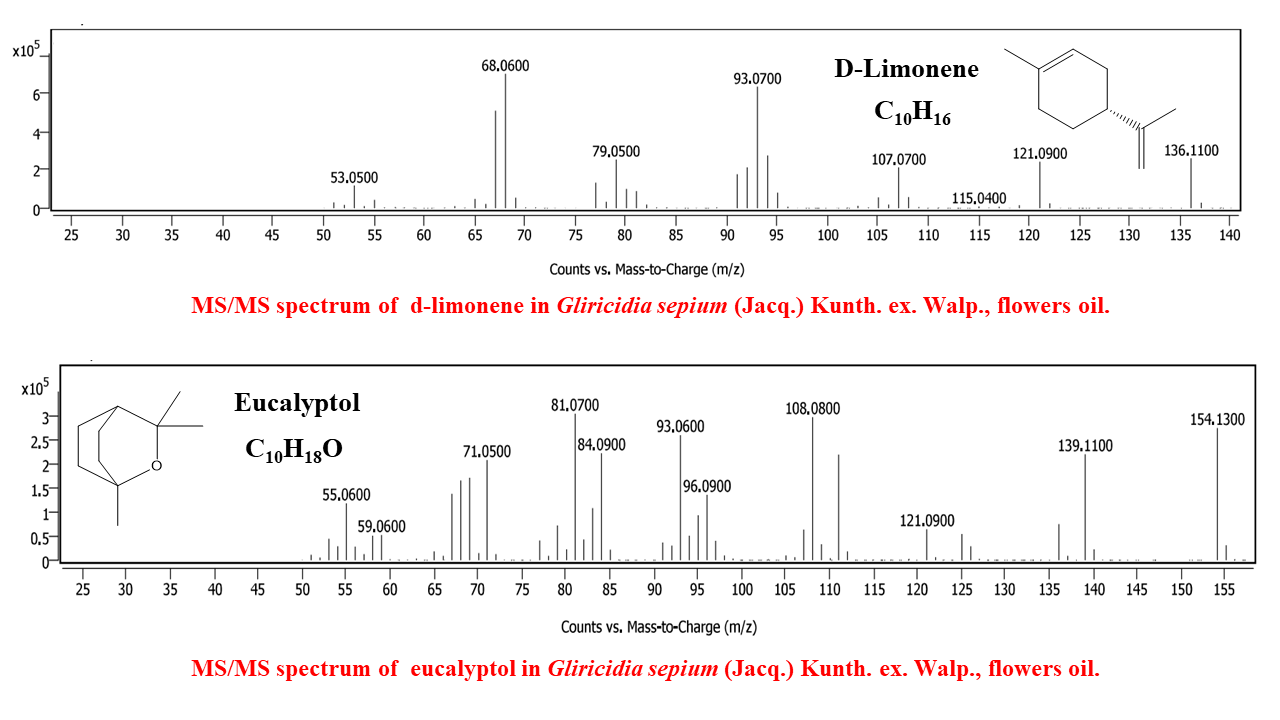 x10⁵
6
4
2
0
68.0600
93.0700
79.0500
53.0500
107.0700
115.0400
121.0900
136.1100
D-Limonene
C₁₀H₁₆
25 30 35 40 45 50 55 60 65 70 75 80 85 90 95 100 105 110 115 120 125 130 135 140
Counts vs. Mass-to-Charge (m/z)
MS/MS spectrum of d-limonene in Gliricidia sepium (Jacq.) Kunth. ex. Walp., flowers oil.
x10⁵
3
2.5
2
1.5
1
0.5
0
Eucalyptol
C₁₀H₁₈O
O
55.0600
59.0600
71.0500
81.0700
84.0900
93.0600
96.0900
108.0800
121.0900
139.1100
154.1300
25 30 35 40 45 50 55 60 65 70 75 80 85 90 95 100 105 110 115 120 125 130 135 140 145 150 155
Counts vs. Mass-to-Charge (m/z)
MS/MS spectrum of eucalyptol in Gliricidia sepium (Jacq.) Kunth. ex. Walp., flowers oil.